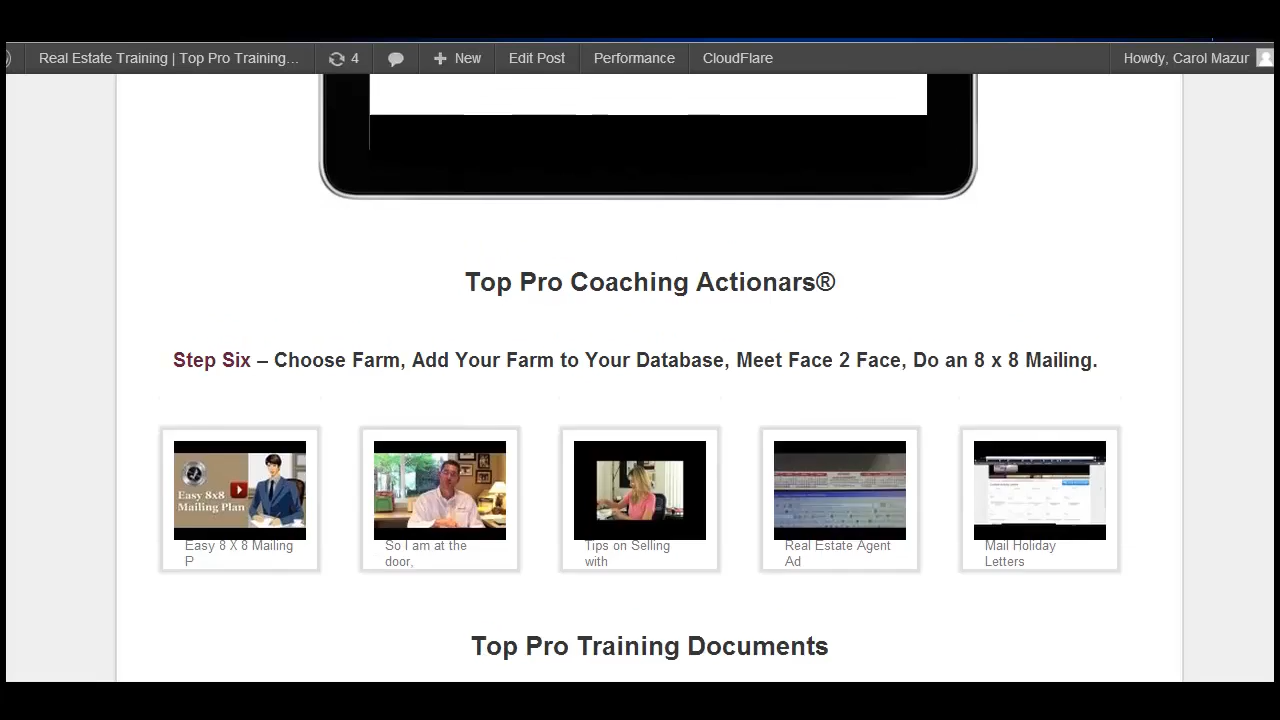 Real Estate Training | Top Pro Training...
4
New
Edit Post
Performance
CloudFlare
Howdy, Carol Mazur
Top Pro Coaching Actionars®
Step Six – Choose Farm, Add Your Farm to Your Database, Meet Face 2 Face, Do an 8 x 8 Mailing.
Easy 8x8
Mailing Plan
Easy 8 X 8 Mailing
P
So I am at the
door,
Tips on Selling
with
Real Estate Agent
Ad
Mail Holiday
Letters
Top Pro Training Documents